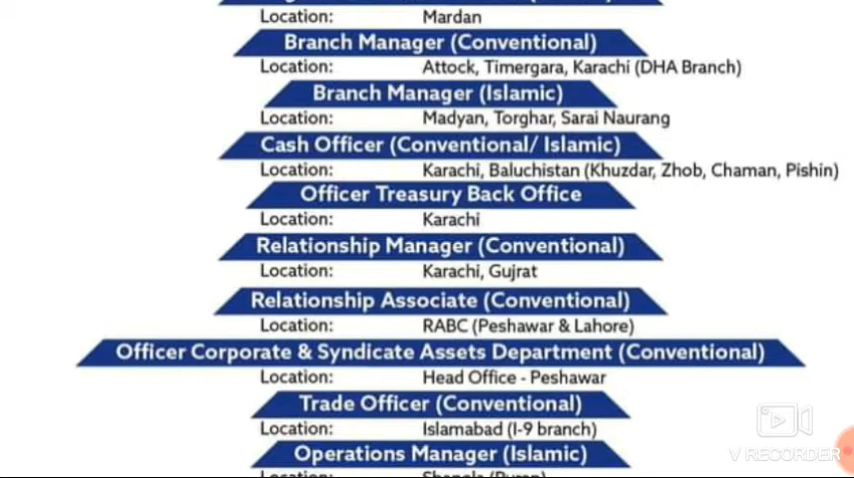 Location: Mardan
Branch Manager (Conventional)
Location: Attock, Timergara, Karachi (DHA Branch)
Branch Manager (Islamic)
Location: Madyan, Torghar, Sarai Naurang
Cash Officer (Conventional/ Islamic)
Location: Karachi, Baluchistan (Khuzdar, Zhob, Chaman, Pishin)
Officer Treasury Back Office
Location: Karachi
Relationship Manager (Conventional)
Location: Karachi, Gujrat
Relationship Associate (Conventional)
Location: RABC (Peshawar & Lahore)
Officer Corporate & Syndicate Assets Department (Conventional)
Location: Head Office - Peshawar
Trade Officer (Conventional)
Location: Islamabad (I-9 branch)
Operations Manager (Islamic)
V RECORDER